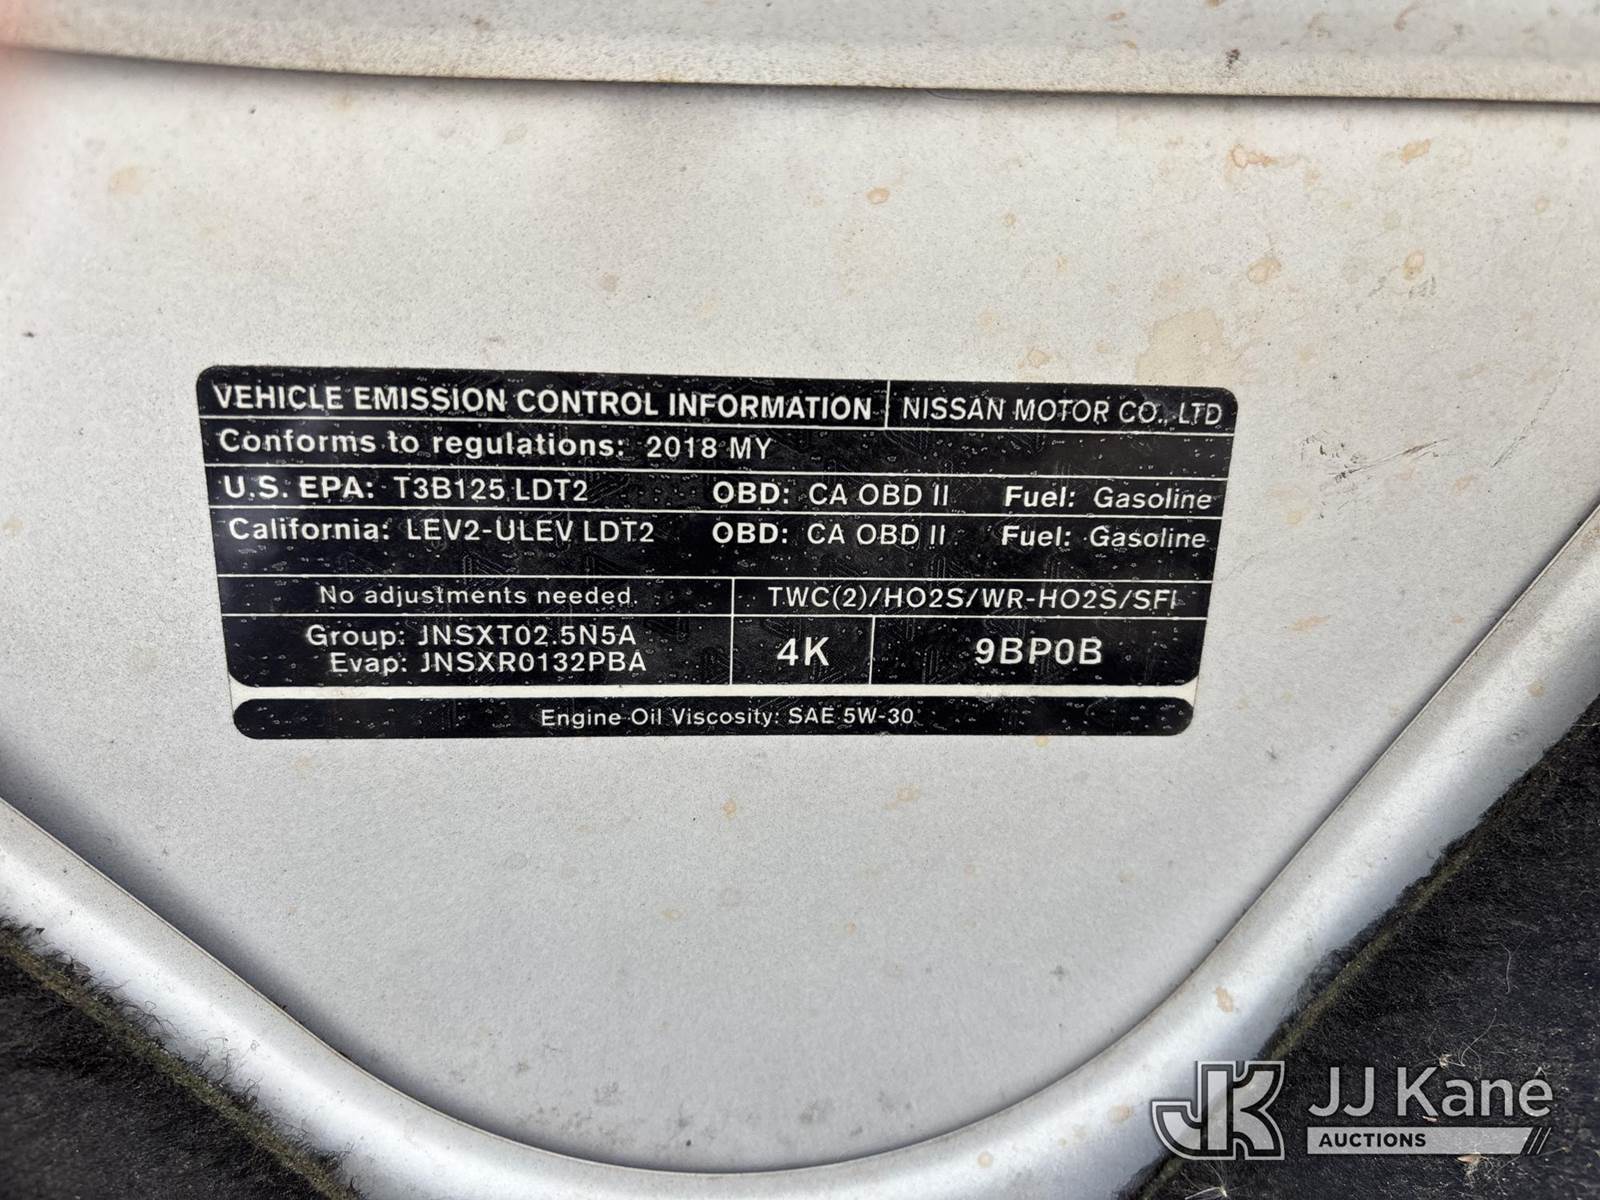 VEHICLE EMISSION CONTROL INFORMATION NISSAN MOTOR CO., LTD
Conforms to regulations: 2018 MY
U.S. EPA: T3B125 LDT2 OBD: CA OBD II Fuel: Gasoline
California: LEV2-ULEV LDT2 OBD: CA OBD II Fuel: Gasoline
No adjustments needed. TWC(2)/HO2S/WR-HO2S/SFI
Group: JNSXT02.5N5A
Evap: JNSXR0132PBA
4K 9BP0B
Engine Oil Viscosity: SAE 5W-30
JK JJ Kané
AUCTIONS